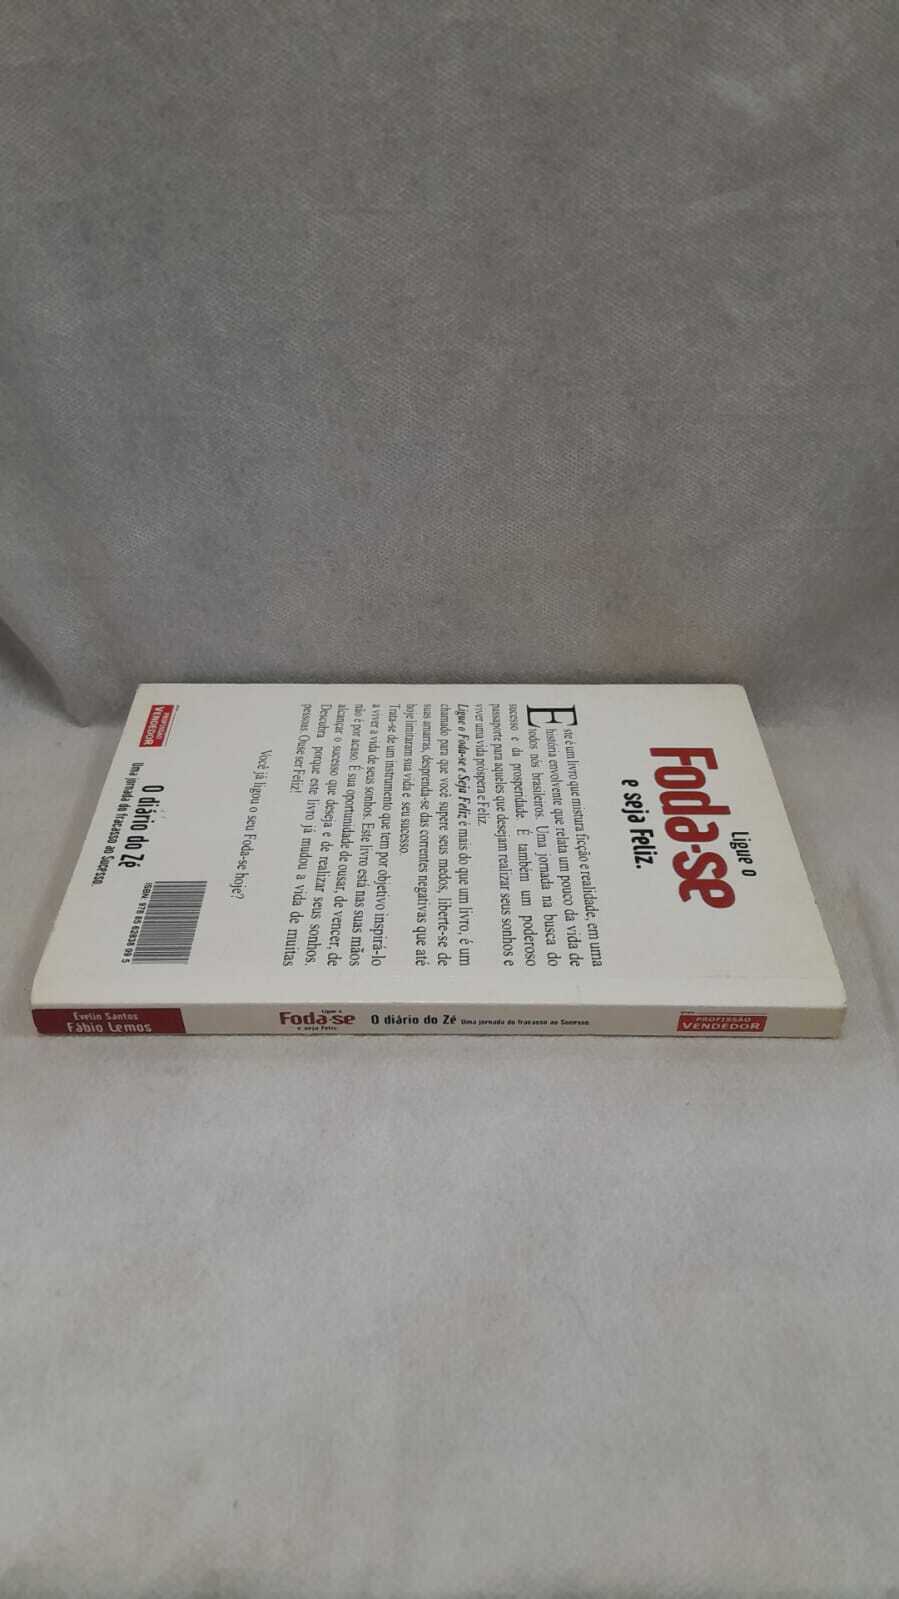 Ligue o
Foda-se
e seja Feliz.
Este é um livro que mistura ficção e realidade, em uma
história envolvente que relata um pouco da vida de
todos nós brasileiros. Uma jornada na busca do
sucesso e da prosperidade. É também um poderoso
passaporte para aqueles que desejam realizar seus sonhos e
viver uma vida próspera e Feliz.
Ligue o Foda-se e Seja Feliz é mais do que um livro, é um
chamado para que você supere seus medos, liberte-se de
suas amarras, desprenda-se das correntes negativas que até
hoje limitaram sua vida e seu sucesso.
Trata-se de um instrumento que tem por objetivo inspirá-lo
a viver a vida de seus sonhos. Este livro está nas suas mãos
não é por acaso. É sua oportunidade de ousar, de vencer, de
alcançar o sucesso que deseja e de realizar seus sonhos.
Descubra porque este livro já mudou a vida de muitas
pessoas. Ouse ser Feliz!
Você já ligou o seu Foda-se hoje?
PROFISSÃO
VENDEDOR
O diário do Zé
Uma jornada do fracasso ao Sucesso.
ISBN: 978 85 62838 99 5
Evelin Santos
Fábio Lemos
Ligue o
Foda-se
e seja Feliz.
O diário do Zé Uma jornada do fracasso ao Sucesso
PROFISSÃO
VENDEDOR